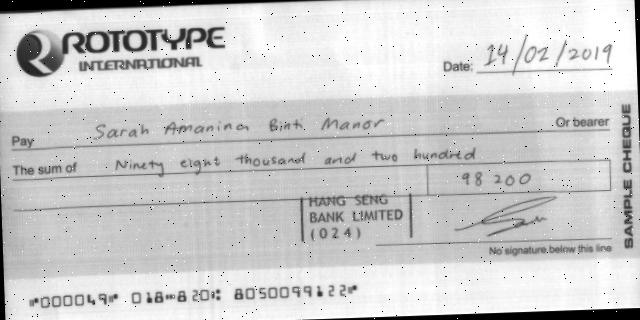 ROTOTYPE
INTERNATIONAL
Date: 14/02/2019
Pay Sarah Amanina Binti Manor Or bearer
The sum of Ninety eight thousand and two hundred
98 200
HANG SENG
BANK LIMITED
(024)
No signature below this line
SAMPLE CHEQUE
⑈000049⑈ 018⑉820⑆ 8050099122⑈